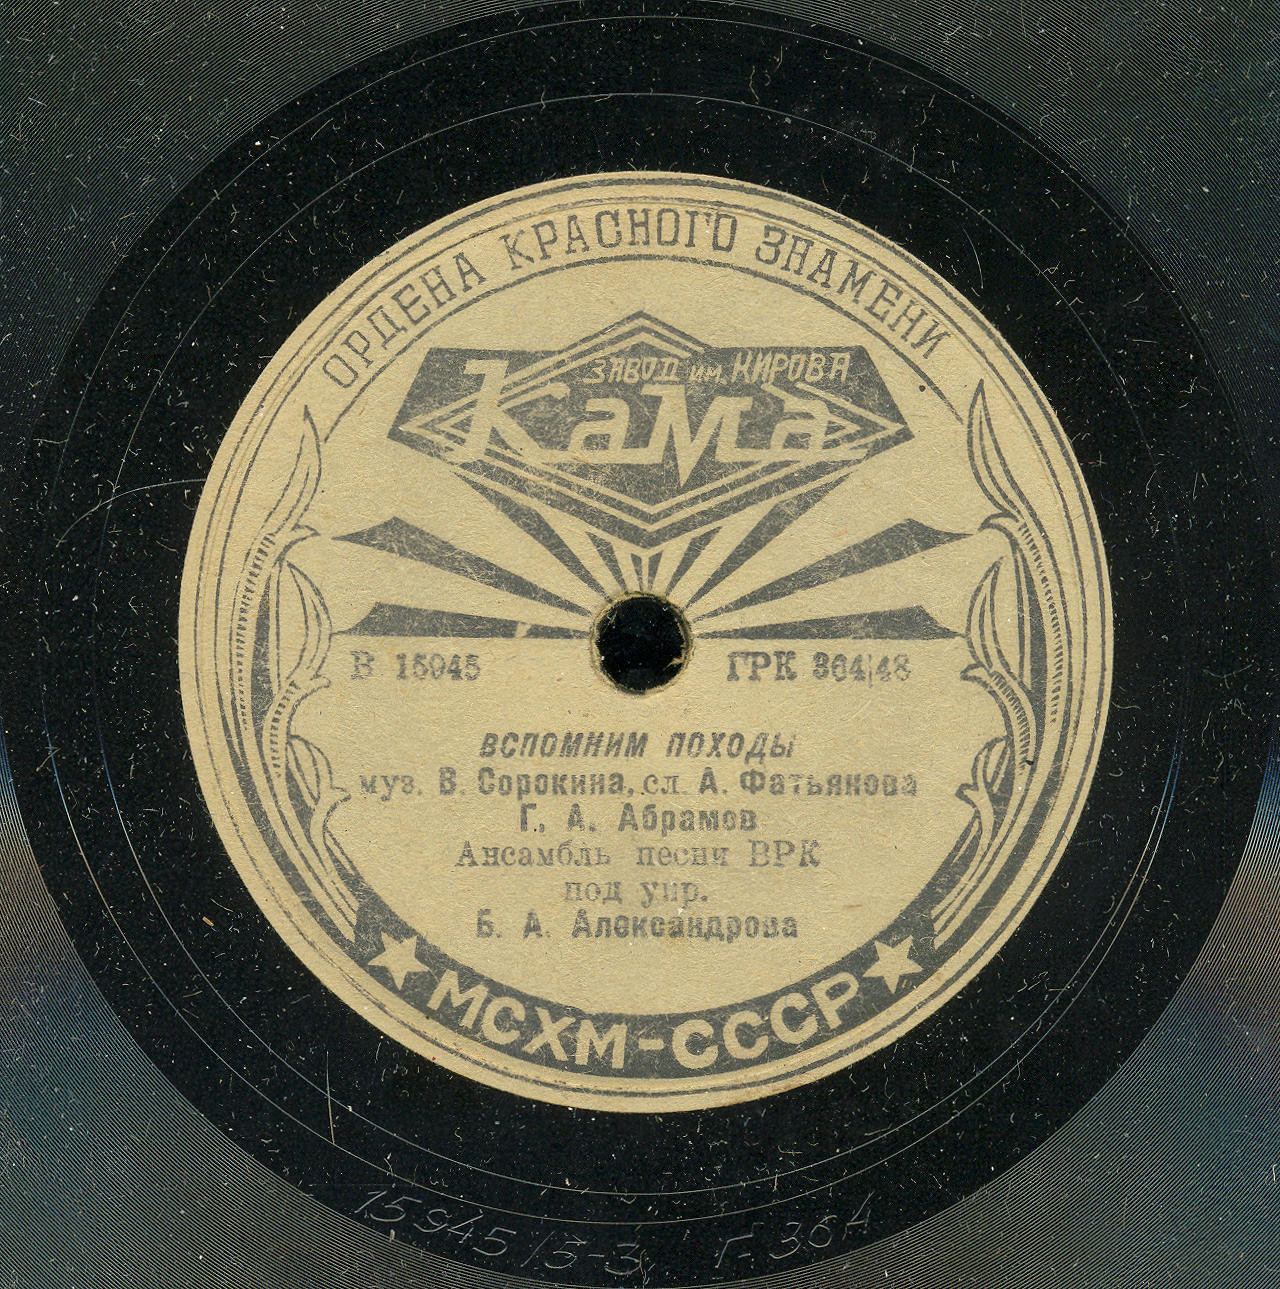 ОРДЕНА КРАСНОГО ЗНАМЕНИ
ЗАВОД им. КИРОВА
КаМа
В 15945 ГРК 364/48
ВСПОМНИМ ПОХОДЫ
муз. В. Сорокина, сл. А. Фатьянова
Г. А. Абрамов
Ансамбль песни ВРК
под упр.
Б. А. Александрова
МСХМ-СССР
15945/3-3 Г-364